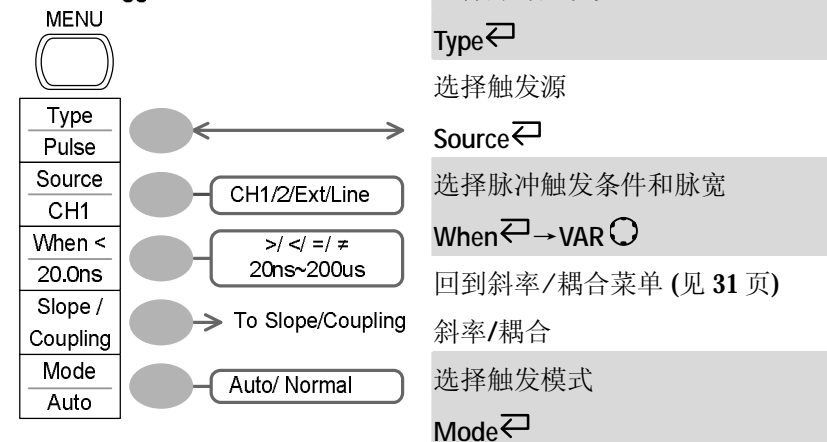 MENU
Type
Pulse
Source
CH1
CH1/2/Ext/Line
When <
20.0ns
>/ </ =/ ≠
20ns~200us
Slope /
Coupling
To Slope/Coupling
Mode
Auto
Auto/ Normal
Type
选择触发源
Source
选择脉冲触发条件和脉宽
When→VAR
回到斜率/耦合菜单 (见 31 页)
斜率/耦合
选择触发模式
Mode